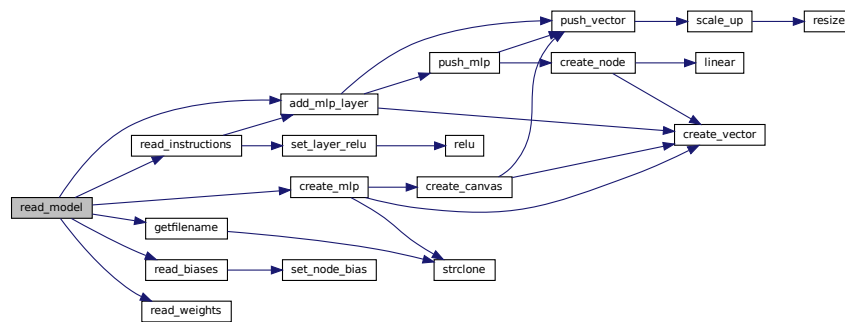 push_vector
scale_up
resize
push_mlp
create_node
linear
add_mlp_layer
create_vector
read_instructions
set_layer_relu
relu
create_mlp
create_canvas
read_model
getfilename
read_biases
set_node_bias
strclone
read_weights